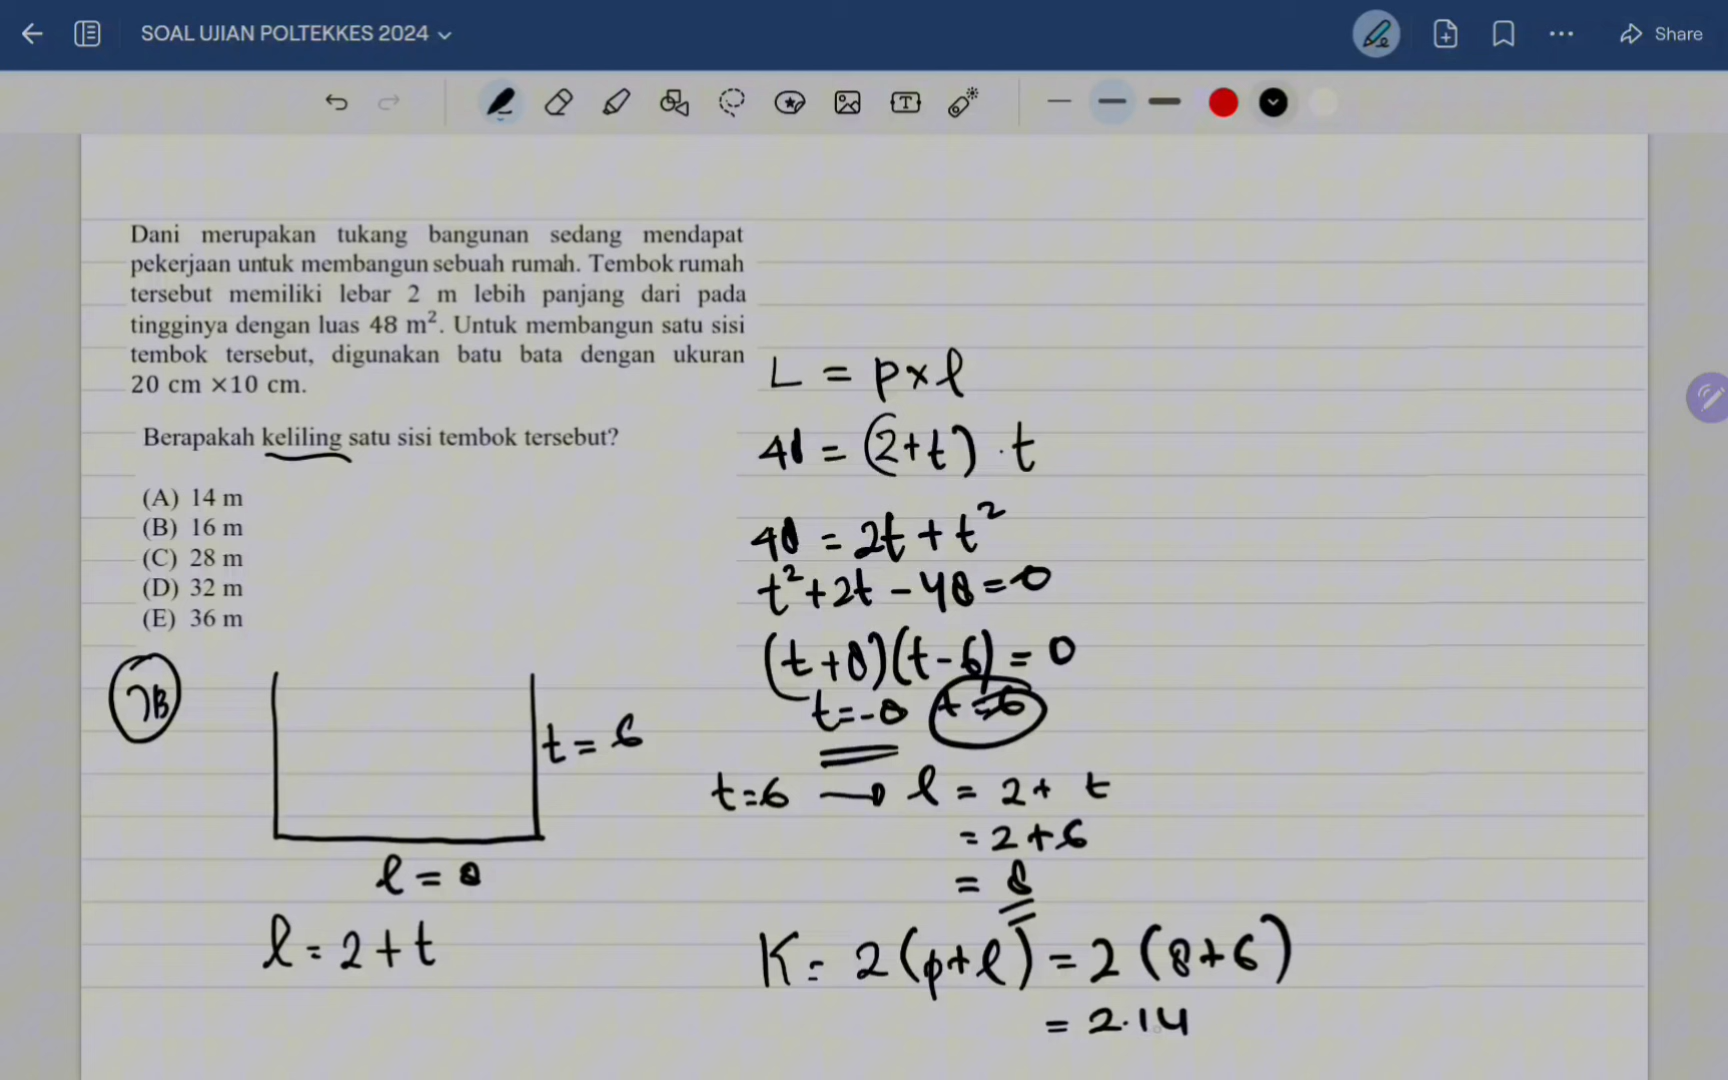 SOAL UJIAN POLTEKKES 2024
Share
Dani merupakan tukang bangunan sedang mendapat
pekerjaan untuk membangun sebuah rumah. Tembok rumah
tersebut memiliki lebar 2 m lebih panjang dari pada
tingginya dengan luas 48 m². Untuk membangun satu sisi
tembok tersebut, digunakan batu bata dengan ukuran
20 cm ×10 cm.
Berapakah keliling satu sisi tembok tersebut?
(A) 14 m
(B) 16 m
(C) 28 m
(D) 32 m
(E) 36 m
t = 6
l = 8
l = 2 + t
L = p x l
48 = (2+t) · t
48 = 2t + t²
t² + 2t - 48 = 0
(t+8)(t-6) = 0
t = -8 t = 6
t = 6 → l = 2 + t
= 2 + 6
= 8
K = 2 (p+l) = 2 (8+6)
= 2.14